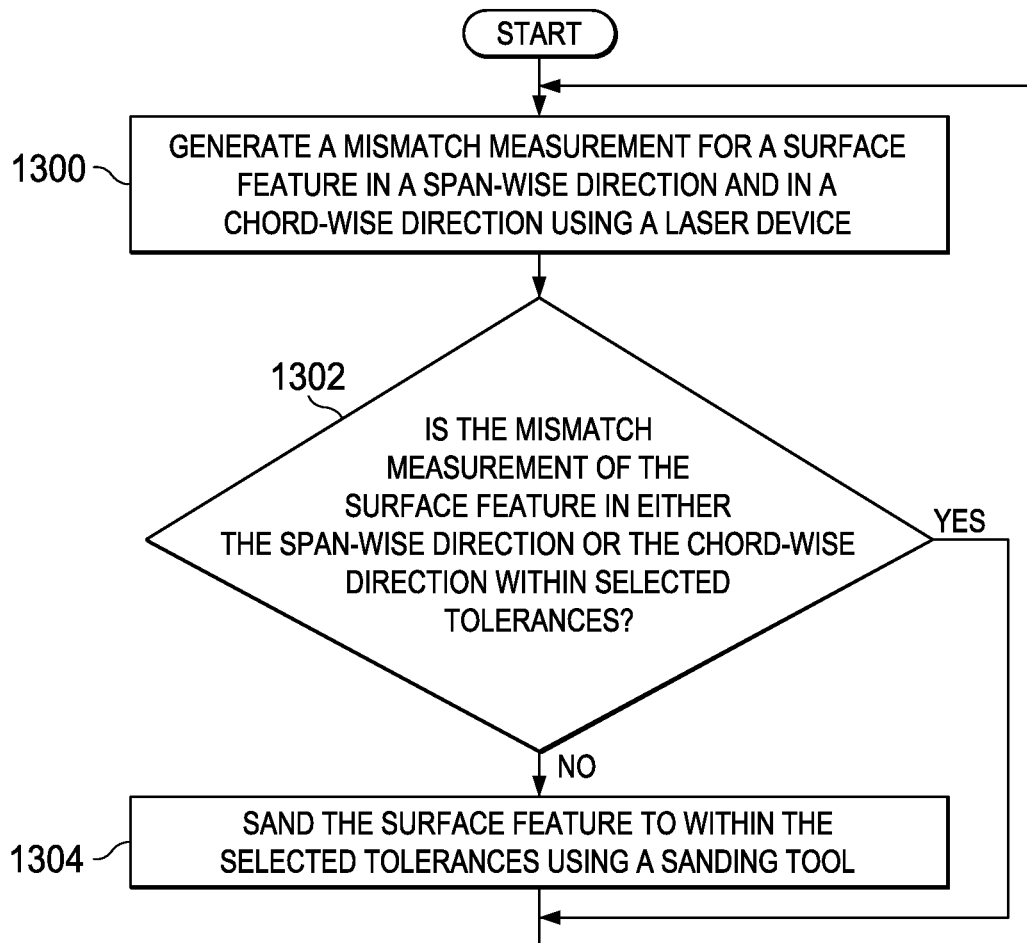 START
1300
GENERATE A MISMATCH MEASUREMENT FOR A SURFACE
FEATURE IN A SPAN-WISE DIRECTION AND IN A
CHORD-WISE DIRECTION USING A LASER DEVICE
1302
IS THE MISMATCH
MEASUREMENT OF THE
SURFACE FEATURE IN EITHER
THE SPAN-WISE DIRECTION OR THE CHORD-WISE
DIRECTION WITHIN SELECTED
TOLERANCES?
YES
NO
1304
SAND THE SURFACE FEATURE TO WITHIN THE
SELECTED TOLERANCES USING A SANDING TOOL